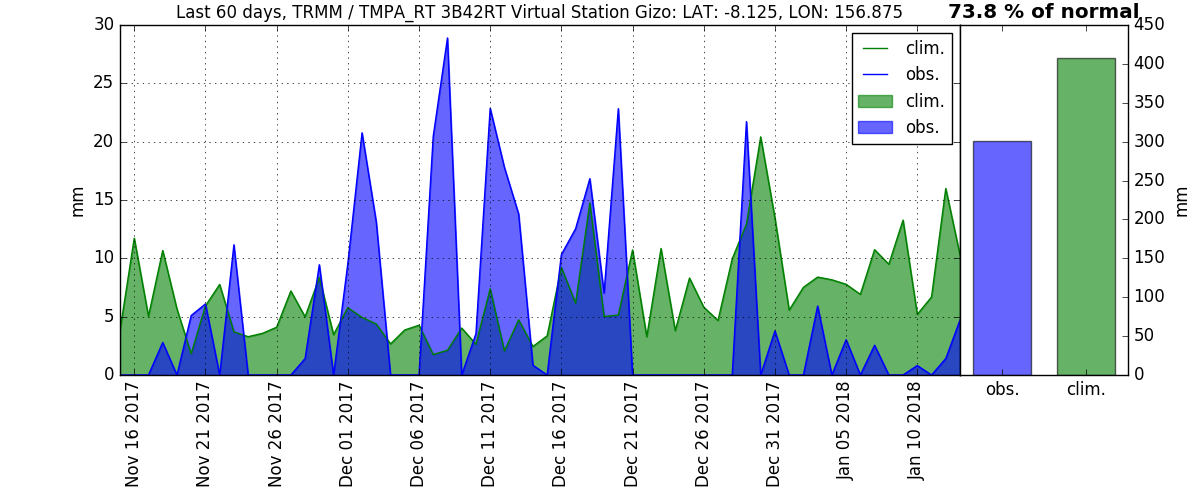 Last 60 days, TRMM / TMPA_RT 3B42RT Virtual Station Gizo: LAT: -8.125, LON: 156.875
73.8 % of normal
30
25
20
15
10
5
0
mm
clim.
obs.
clim.
obs.
450
400
350
300
250
200
150
100
50
0
mm
Nov 16 2017
Nov 21 2017
Nov 26 2017
Dec 01 2017
Dec 06 2017
Dec 11 2017
Dec 16 2017
Dec 21 2017
Dec 26 2017
Dec 31 2017
Jan 05 2018
Jan 10 2018
obs.
clim.